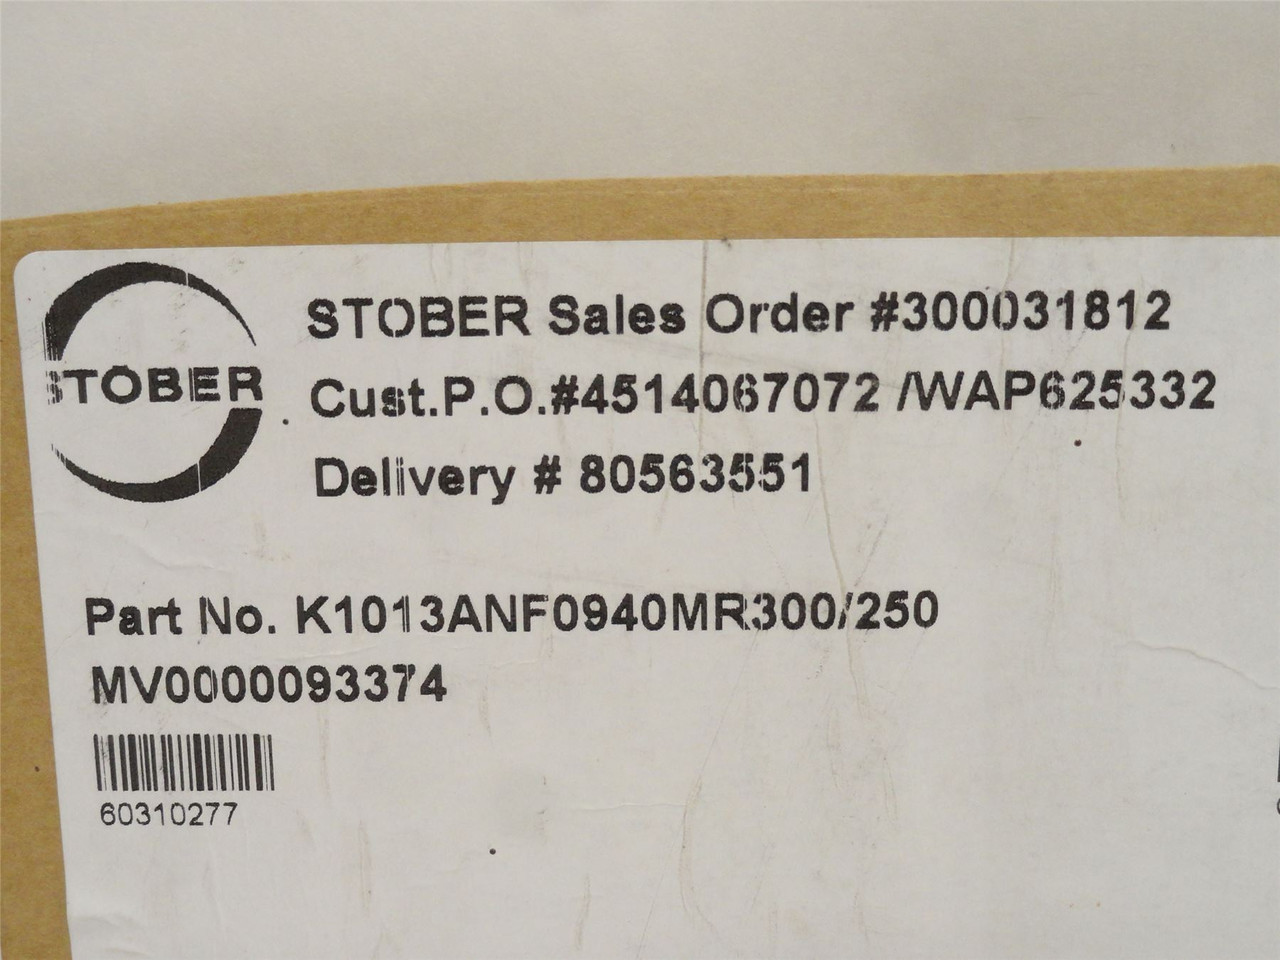 STOBER
STOBER Sales Order #300031812
Cust.P.O.#4514067072 /WAP625332
Delivery # 80563551
Part No. K1013ANF0940MR300/250
MV0000093374
60310277